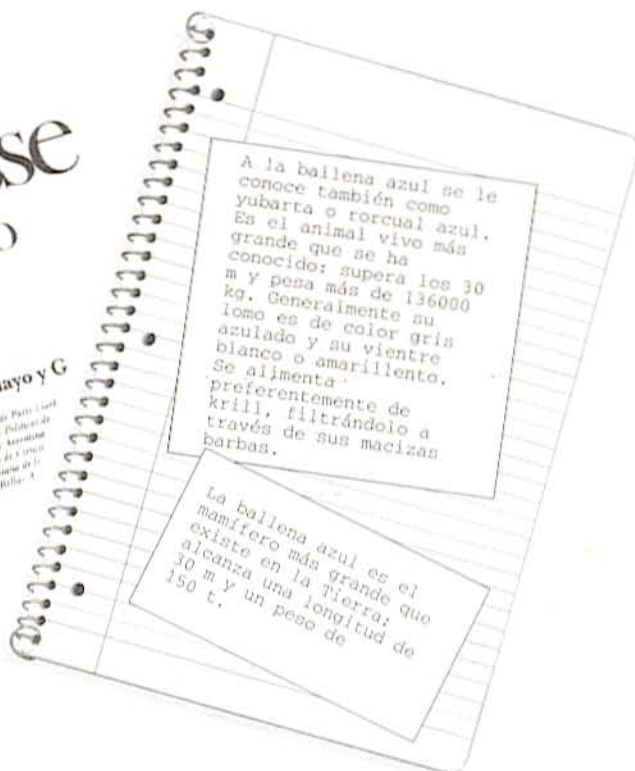 se
o
ayo y G
A la ballena azul se le
conoce también como
yubarta o rorcual azul.
Es el animal vivo más
grande que se ha
conocido: supera los 30
m y pesa más de 136000
kg. Generalmente su
lomo es de color gris
azulado y su vientre
blanco o amarillento.
Se alimenta
preferentemente de
krill, filtrándolo a
través de sus macizas
barbas.
La ballena azul es el
mamífero más grande que
existe en la Tierra;
alcanza una longitud de
30 m y un peso de
150 t.